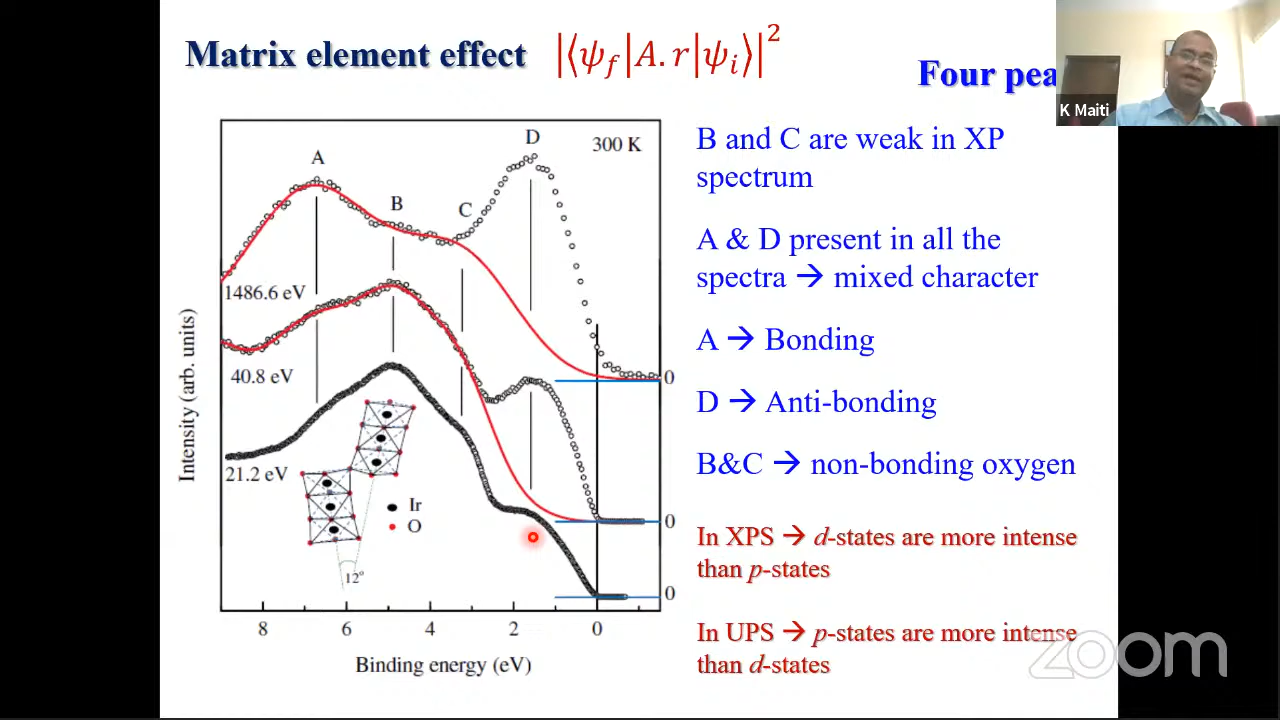 Matrix element effect |⟨ψf|A.r|ψi⟩|²
Four pea
K Maiti
A
B
C
D
300 K
1486.6 eV
40.8 eV
21.2 eV
Ir
O
12°
0
0
0
8 6 4 2 0
Binding energy (eV)
Intensity (arb. units)
B and C are weak in XP
spectrum
A & D present in all the
spectra → mixed character
A → Bonding
D → Anti-bonding
B&C → non-bonding oxygen
In XPS → d-states are more intense
than p-states
In UPS → p-states are more intense
than d-states
zoom